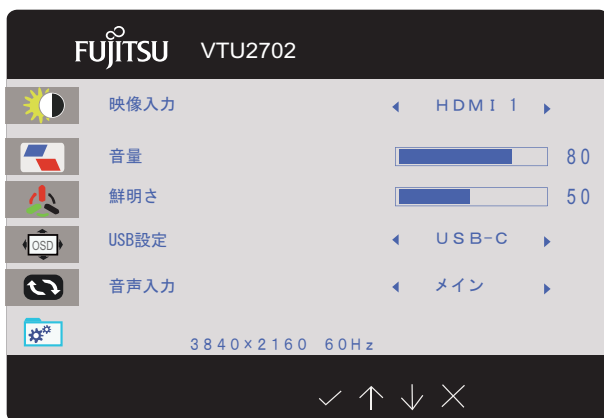 FUJITSU VTU2702
映像入力 HDMI 1
音量 80
鮮明さ 50
USB設定 USB-C
OSD
音声入力 メイン
3840×2160 60Hz